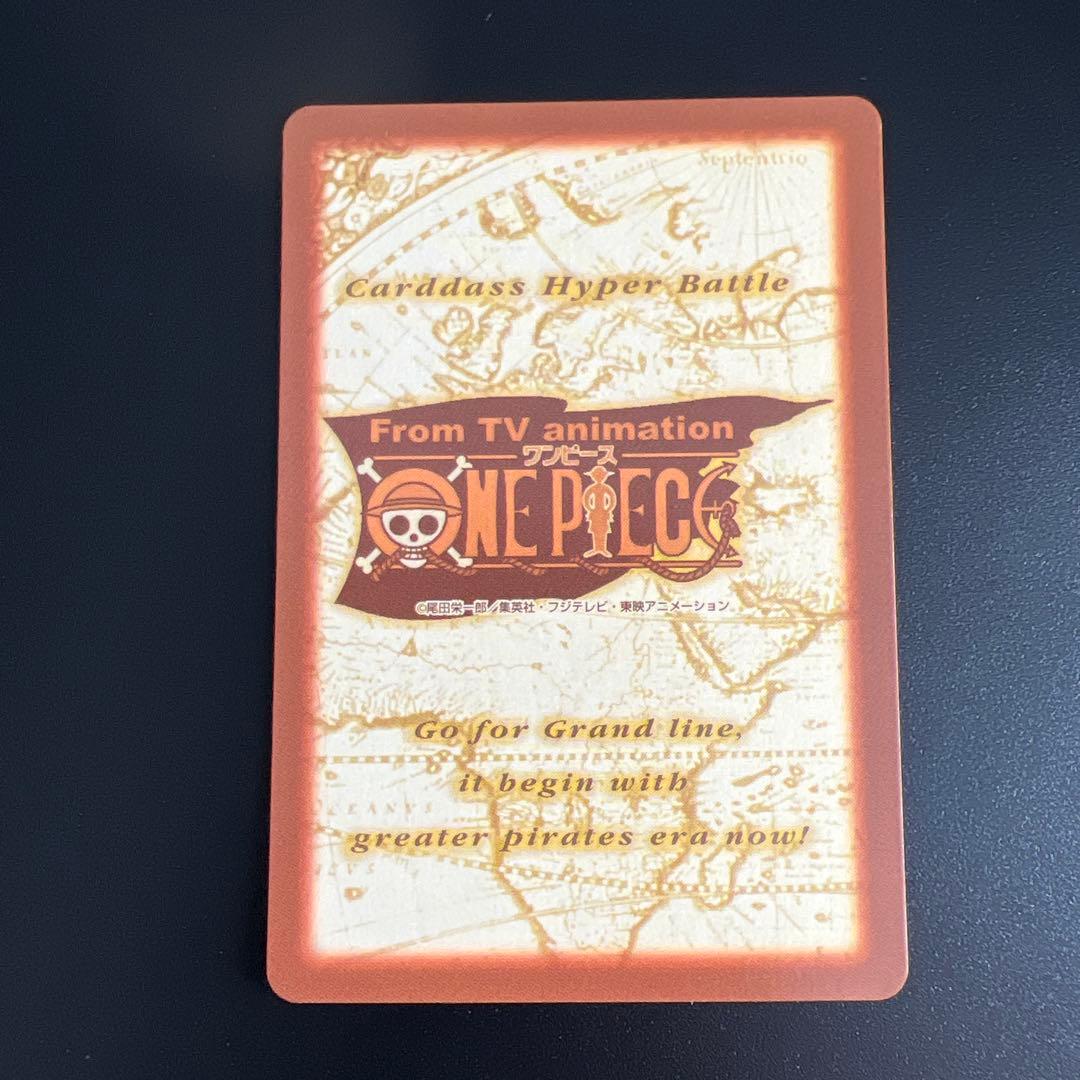 Septentrio
Carddass Hyper Battle
From TV animation
ワンピース
ONE PIECE
©尾田栄一郎／集英社・フジテレビ・東映アニメーション
Go for Grand line,
it begin with
greater pirates era now!